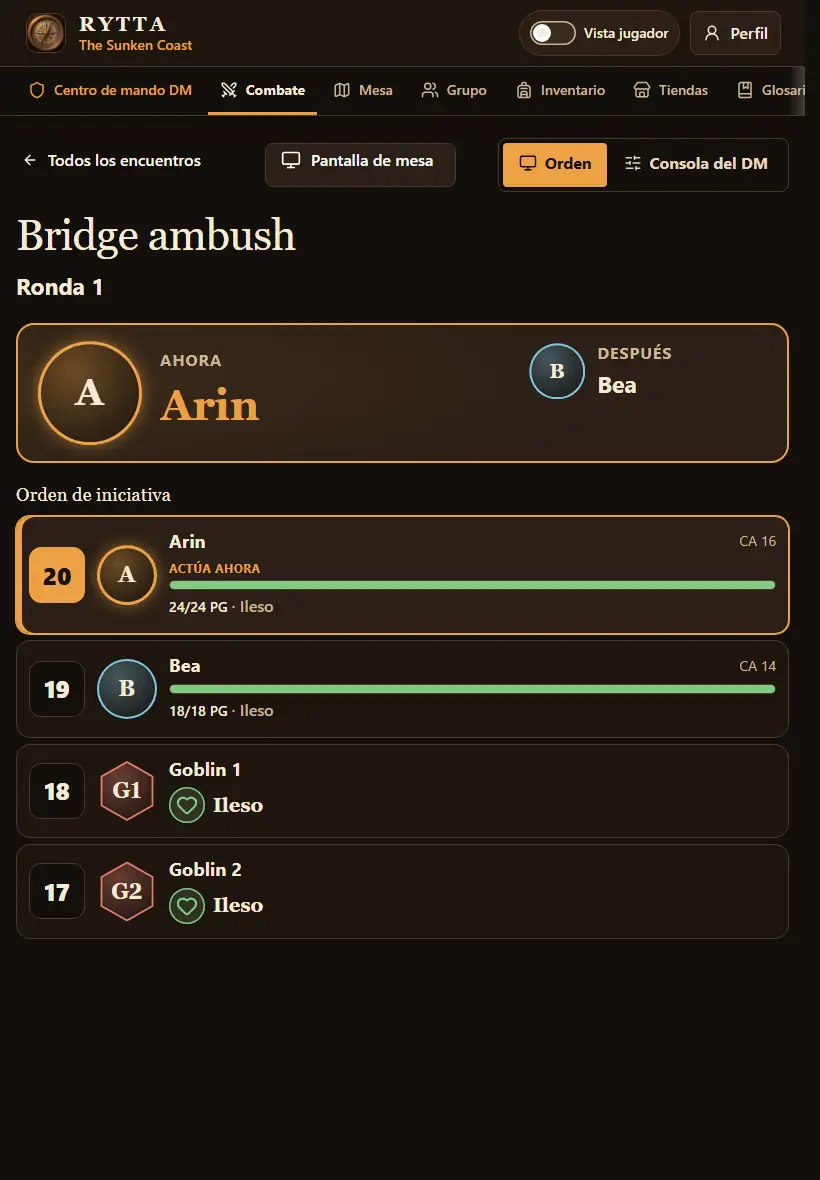 RYTTA
The Sunken Coast
Vista jugador
Perfil
Centro de mando DM
Combate
Mesa
Grupo
Inventario
Tiendas
Glosari
Todos los encuentros
Pantalla de mesa
Orden
Consola del DM
Bridge ambush
Ronda 1
A
AHORA
Arin
B
DESPUÉS
Bea
Orden de iniciativa
20
A
Arin
CA 16
ACTÚA AHORA
24/24 PG · Ileso
19
B
Bea
CA 14
18/18 PG · Ileso
18
G1
Goblin 1
Ileso
17
G2
Goblin 2
Ileso